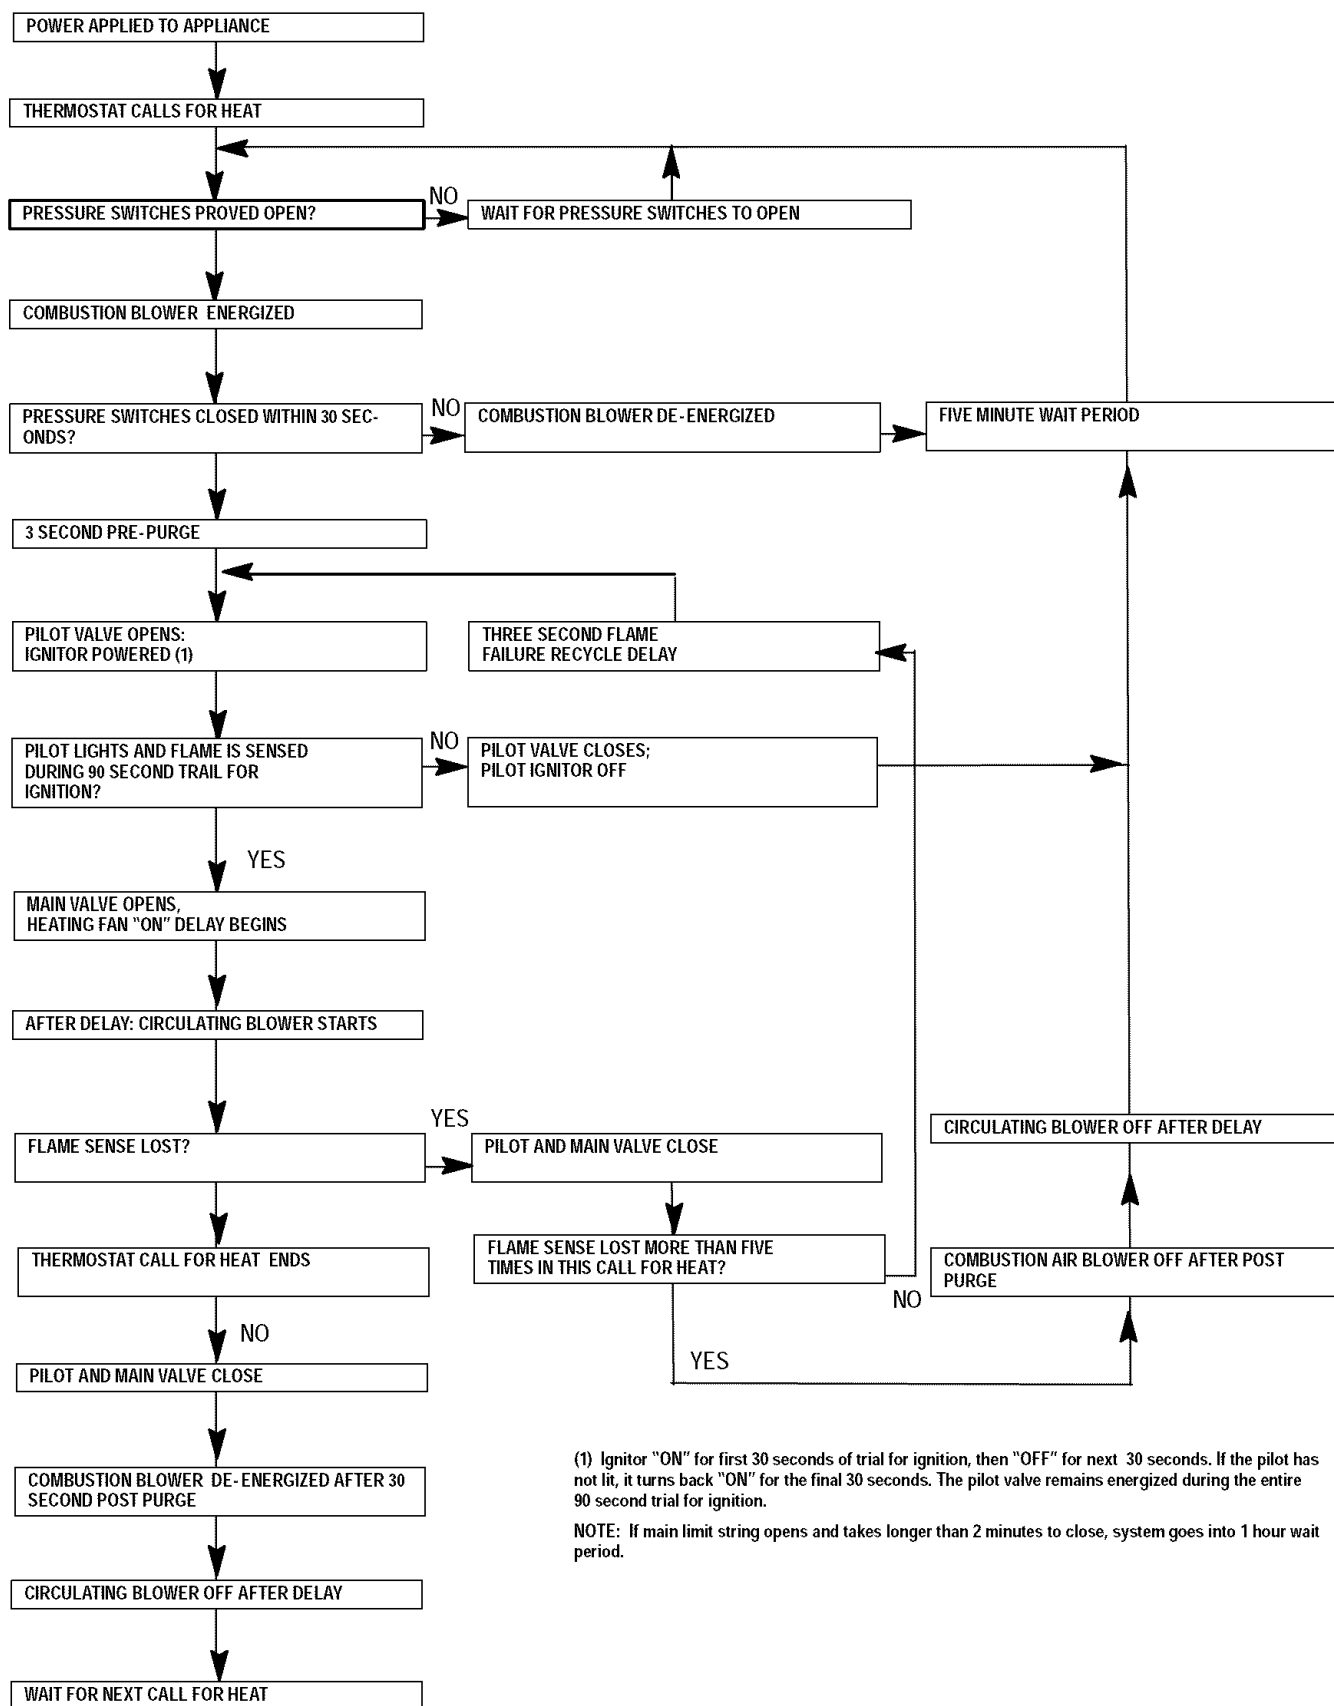 POWER APPLIED TO APPLIANCE
THERMOSTAT CALLS FOR HEAT
PRESSURE SWITCHES PROVED OPEN?
NO
WAIT FOR PRESSURE SWITCHES TO OPEN
COMBUSTION BLOWER ENERGIZED
PRESSURE SWITCHES CLOSED WITHIN 30 SEC-
ONDS?
NO
COMBUSTION BLOWER DE-ENERGIZED
FIVE MINUTE WAIT PERIOD
3 SECOND PRE-PURGE
PILOT VALVE OPENS:
IGNITOR POWERED (1)
THREE SECOND FLAME
FAILURE RECYCLE DELAY
PILOT LIGHTS AND FLAME IS SENSED
DURING 90 SECOND TRAIL FOR
IGNITION?
NO
PILOT VALVE CLOSES;
PILOT IGNITOR OFF
YES
MAIN VALVE OPENS,
HEATING FAN "ON" DELAY BEGINS
AFTER DELAY: CIRCULATING BLOWER STARTS
FLAME SENSE LOST?
YES
PILOT AND MAIN VALVE CLOSE
CIRCULATING BLOWER OFF AFTER DELAY
THERMOSTAT CALL FOR HEAT ENDS
FLAME SENSE LOST MORE THAN FIVE
TIMES IN THIS CALL FOR HEAT?
NO
COMBUSTION AIR BLOWER OFF AFTER POST
PURGE
NO
YES
PILOT AND MAIN VALVE CLOSE
COMBUSTION BLOWER DE-ENERGIZED AFTER 30
SECOND POST PURGE
(1) Ignitor "ON" for first 30 seconds of trial for ignition, then "OFF" for next 30 seconds. If the pilot has
not lit, it turns back "ON" for the final 30 seconds. The pilot valve remains energized during the entire
90 second trial for ignition.
NOTE: If main limit string opens and takes longer than 2 minutes to close, system goes into 1 hour wait
period.
CIRCULATING BLOWER OFF AFTER DELAY
WAIT FOR NEXT CALL FOR HEAT